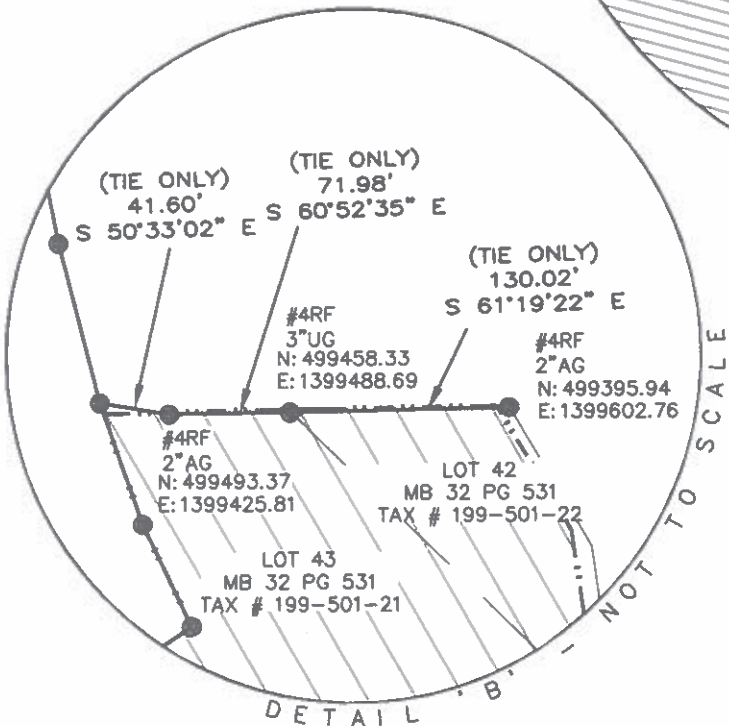 (TIE ONLY)
41.60'
S 50°33'02" E
(TIE ONLY)
71.98'
S 60°52'35" E
(TIE ONLY)
130.02'
S 61°19'22" E
#4RF
3"UG
N: 499458.33
E: 1399488.69
#4RF
2"AG
N: 499395.94
E: 1399602.76
#4RF
2"AG
N: 499493.37
E: 1399425.81
LOT 42
MB 32 PG 531
TAX # 199-501-22
LOT 43
MB 32 PG 531
TAX # 199-501-21
DETAIL 'B' - NOT TO SCALE